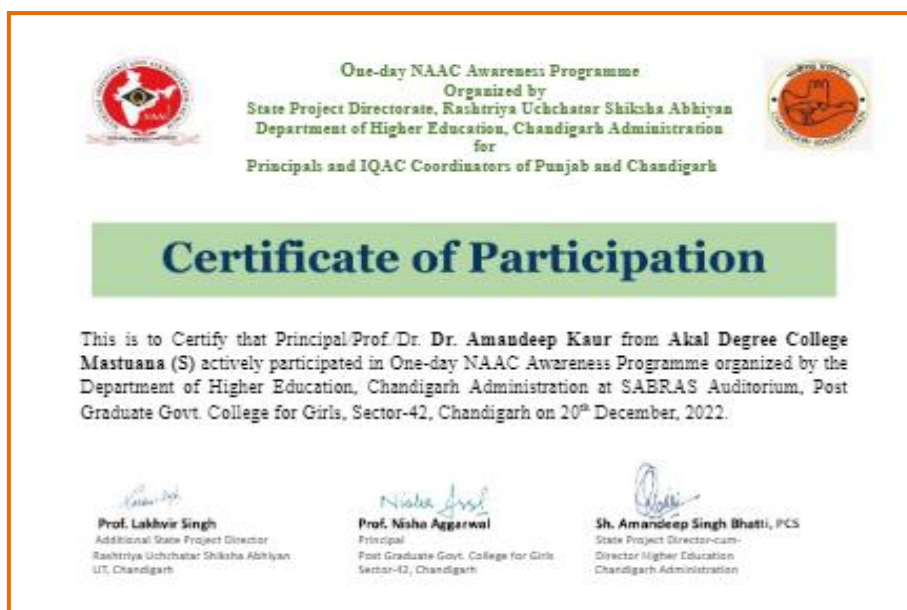 One-day NAAC Awareness Programme
Organized by
State Project Directorate, Rashtriya Uchchatar Shiksha Abhiyan
Department of Higher Education, Chandigarh Administration
for
Principals and IQAC Coordinators of Punjab and Chandigarh
NAAC
Certificate of Participation
This is to Certify that Principal/Prof./Dr. Dr. Amandeep Kaur from Akal Degree College
Mastuana (S) actively participated in One-day NAAC Awareness Programme organized by the
Department of Higher Education, Chandigarh Administration at SABRAS Auditorium, Post
Graduate Govt. College for Girls, Sector-42, Chandigarh on 20th December, 2022.
Prof. Lakhvir Singh
Additional State Project Director
Rashtriya Uchchatar Shiksha Abhiyan
UT, Chandigarh
Prof. Nisha Aggarwal
Principal
Post Graduate Govt. College for Girls
Sector-42, Chandigarh
Sh. Amandeep Singh Bhatti, PCS
State Project Director-cum-
Director Higher Education
Chandigarh Administration